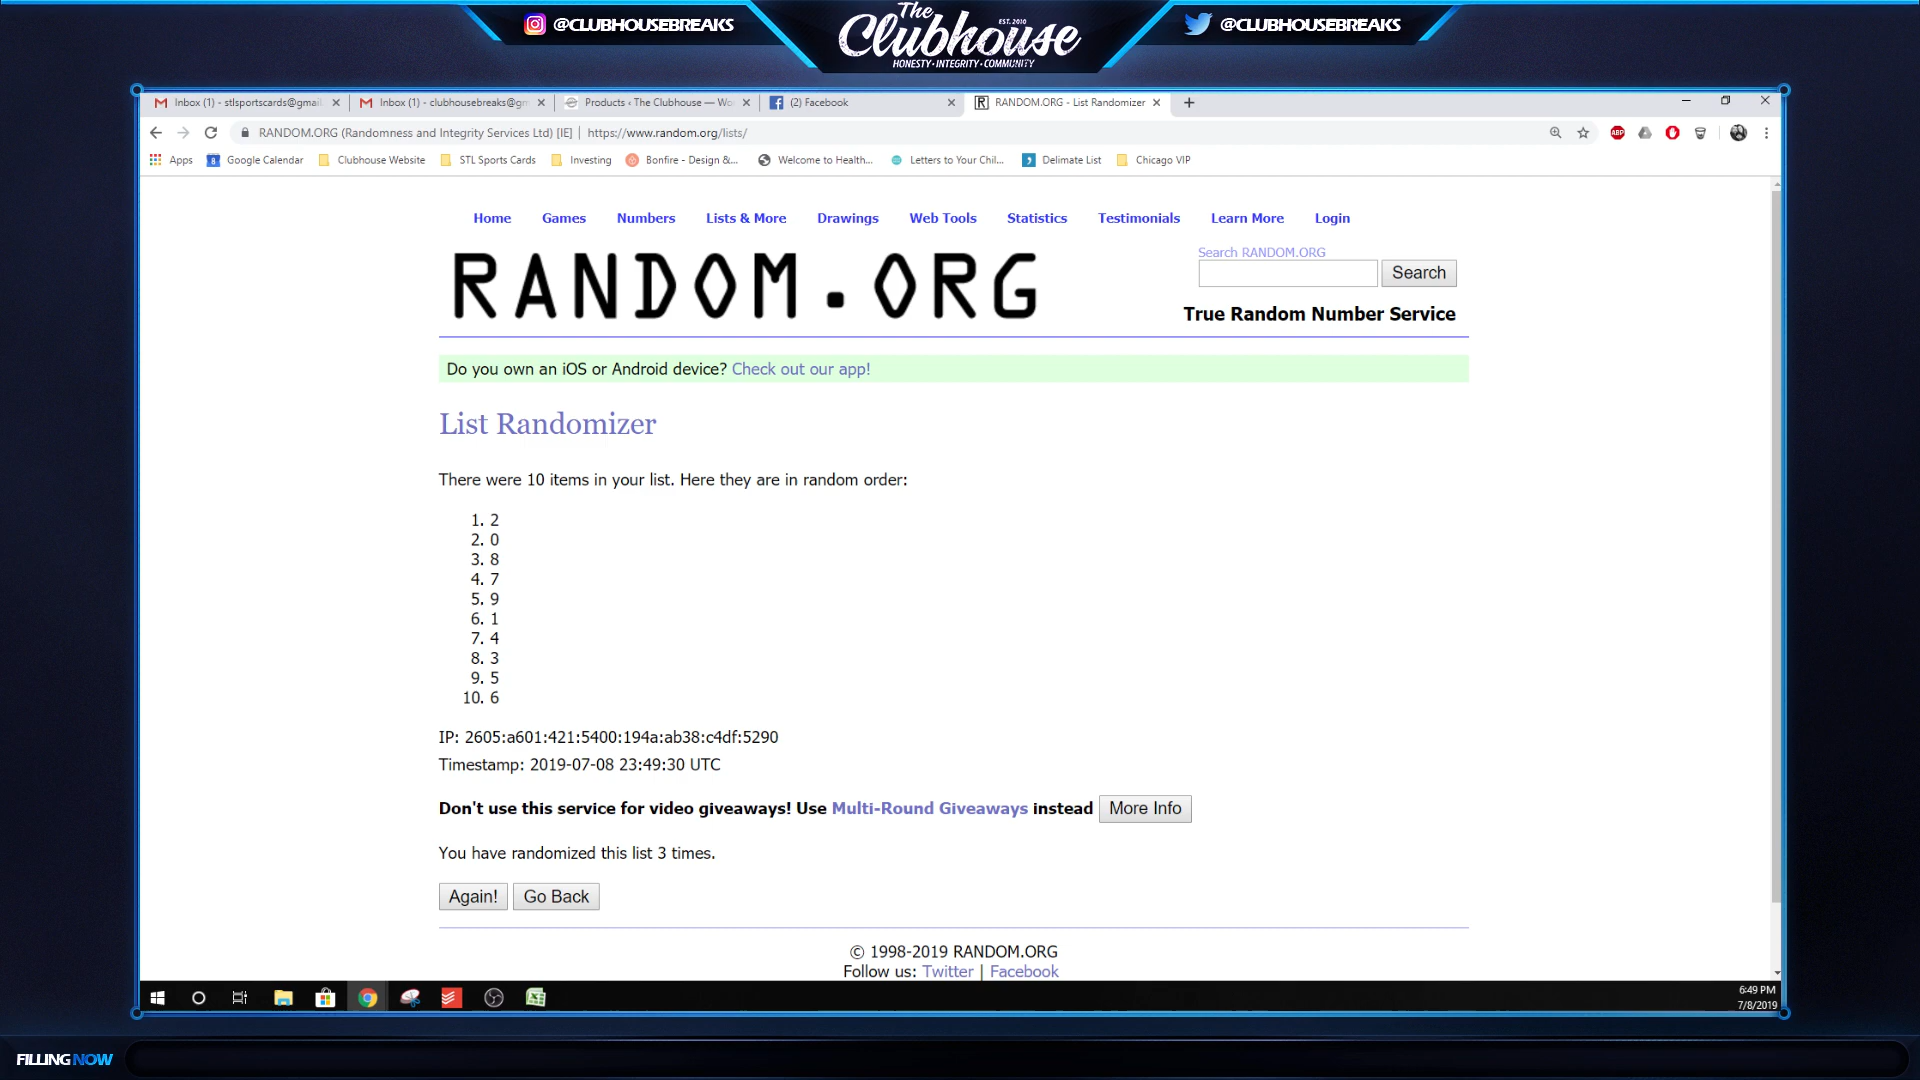 @CLUBHOUSEBREAKS
The Clubhouse
EST. 2010
HONESTY • INTEGRITY • COMMUNITY
@CLUBHOUSEBREAKS
Inbox (1) - stlsportscards@gmail
Inbox (1) - clubhousebreaks@gm
Products ‹ The Clubhouse — Wo
(2) Facebook
RANDOM.ORG - List Randomizer
RANDOM.ORG (Randomness and Integrity Services Ltd) [IE] | https://www.random.org/lists/
Apps
Google Calendar
Clubhouse Website
STL Sports Cards
Investing
Bonfire - Design &...
Welcome to Health...
Letters to Your Chil...
Delimate List
Chicago VIP
Home Games Numbers Lists & More Drawings Web Tools Statistics Testimonials Learn More Login
RANDOM.ORG
Search RANDOM.ORG
Search
True Random Number Service
Do you own an iOS or Android device? Check out our app!
List Randomizer
There were 10 items in your list. Here they are in random order:
1. 2
2. 0
3. 8
4. 7
5. 9
6. 1
7. 4
8. 3
9. 5
10. 6
IP: 2605:a601:421:5400:194a:ab38:c4df:5290
Timestamp: 2019-07-08 23:49:30 UTC
Don't use this service for video giveaways! Use Multi-Round Giveaways instead More Info
You have randomized this list 3 times.
Again! Go Back
© 1998-2019 RANDOM.ORG
Follow us: Twitter | Facebook
6:49 PM
7/8/2019
FILLING NOW